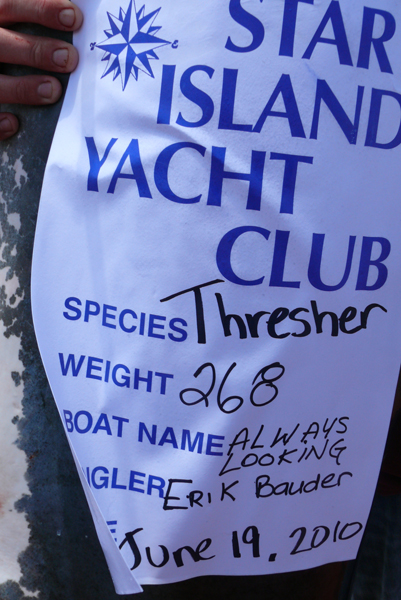 STAR
ISLAND
YACHT
CLUB
SPECIES Thresher
WEIGHT 268
BOAT NAME ALWAYS
LOOKING
NGLER Erik Bauder
E June 19, 2010